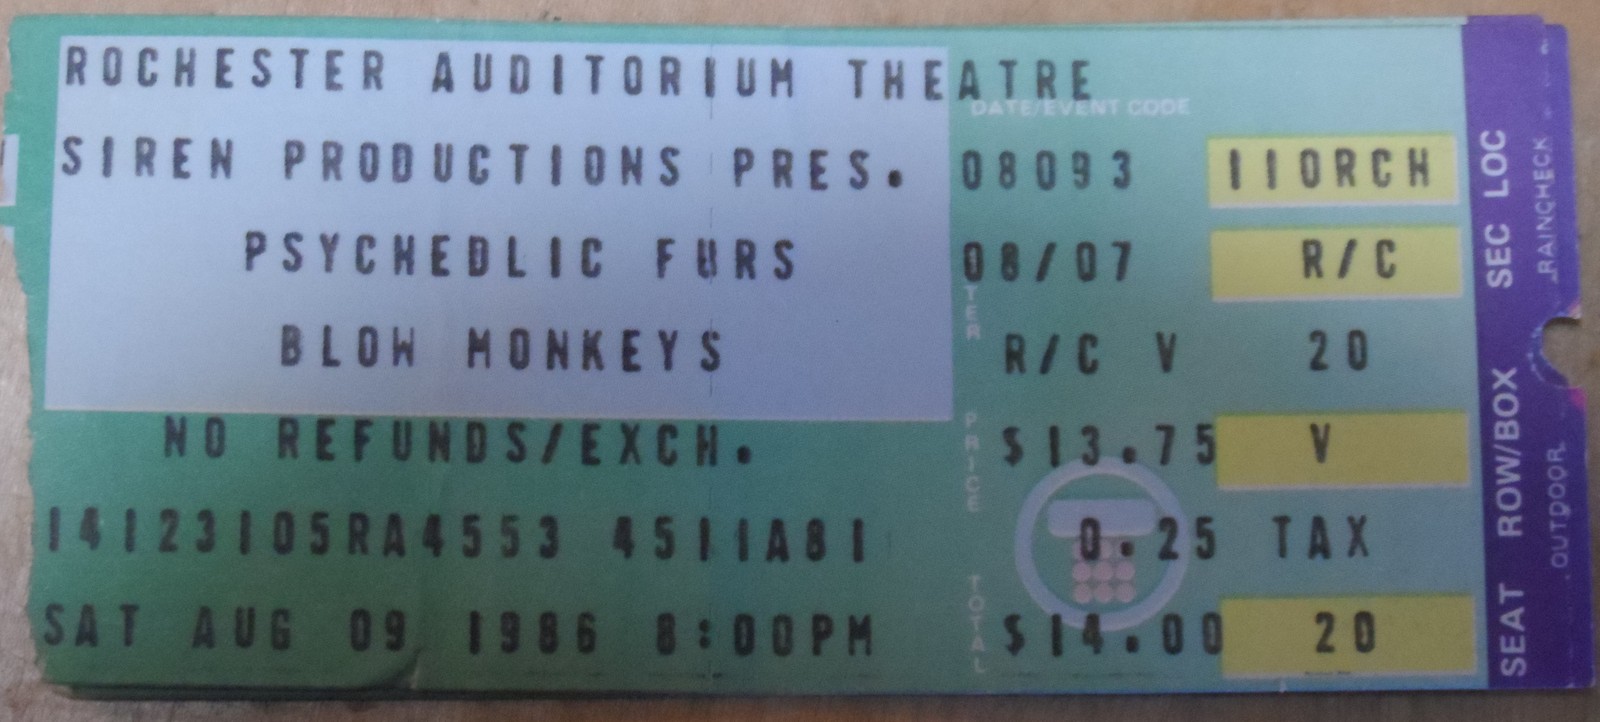 ROCHESTER AUDITORIUM THEATRE
DATE/EVENT CODE
SIREN PRODUCTIONS PRES. 08093 110RCH
PSYCHEDLIC FURS 08/07 R/C
BLOW MONKEYS R/C V 20
NO REFUNDS/EXCH. $13.75 V
14123105RA4553 4511A81 0.25 TAX
SAT AUG 09 1986 8:00PM $14.00 20
TER
PRICE
TOTAL
SEC LOC
ROW/BOX
SEAT
RAINCHECK
OUTDOOR